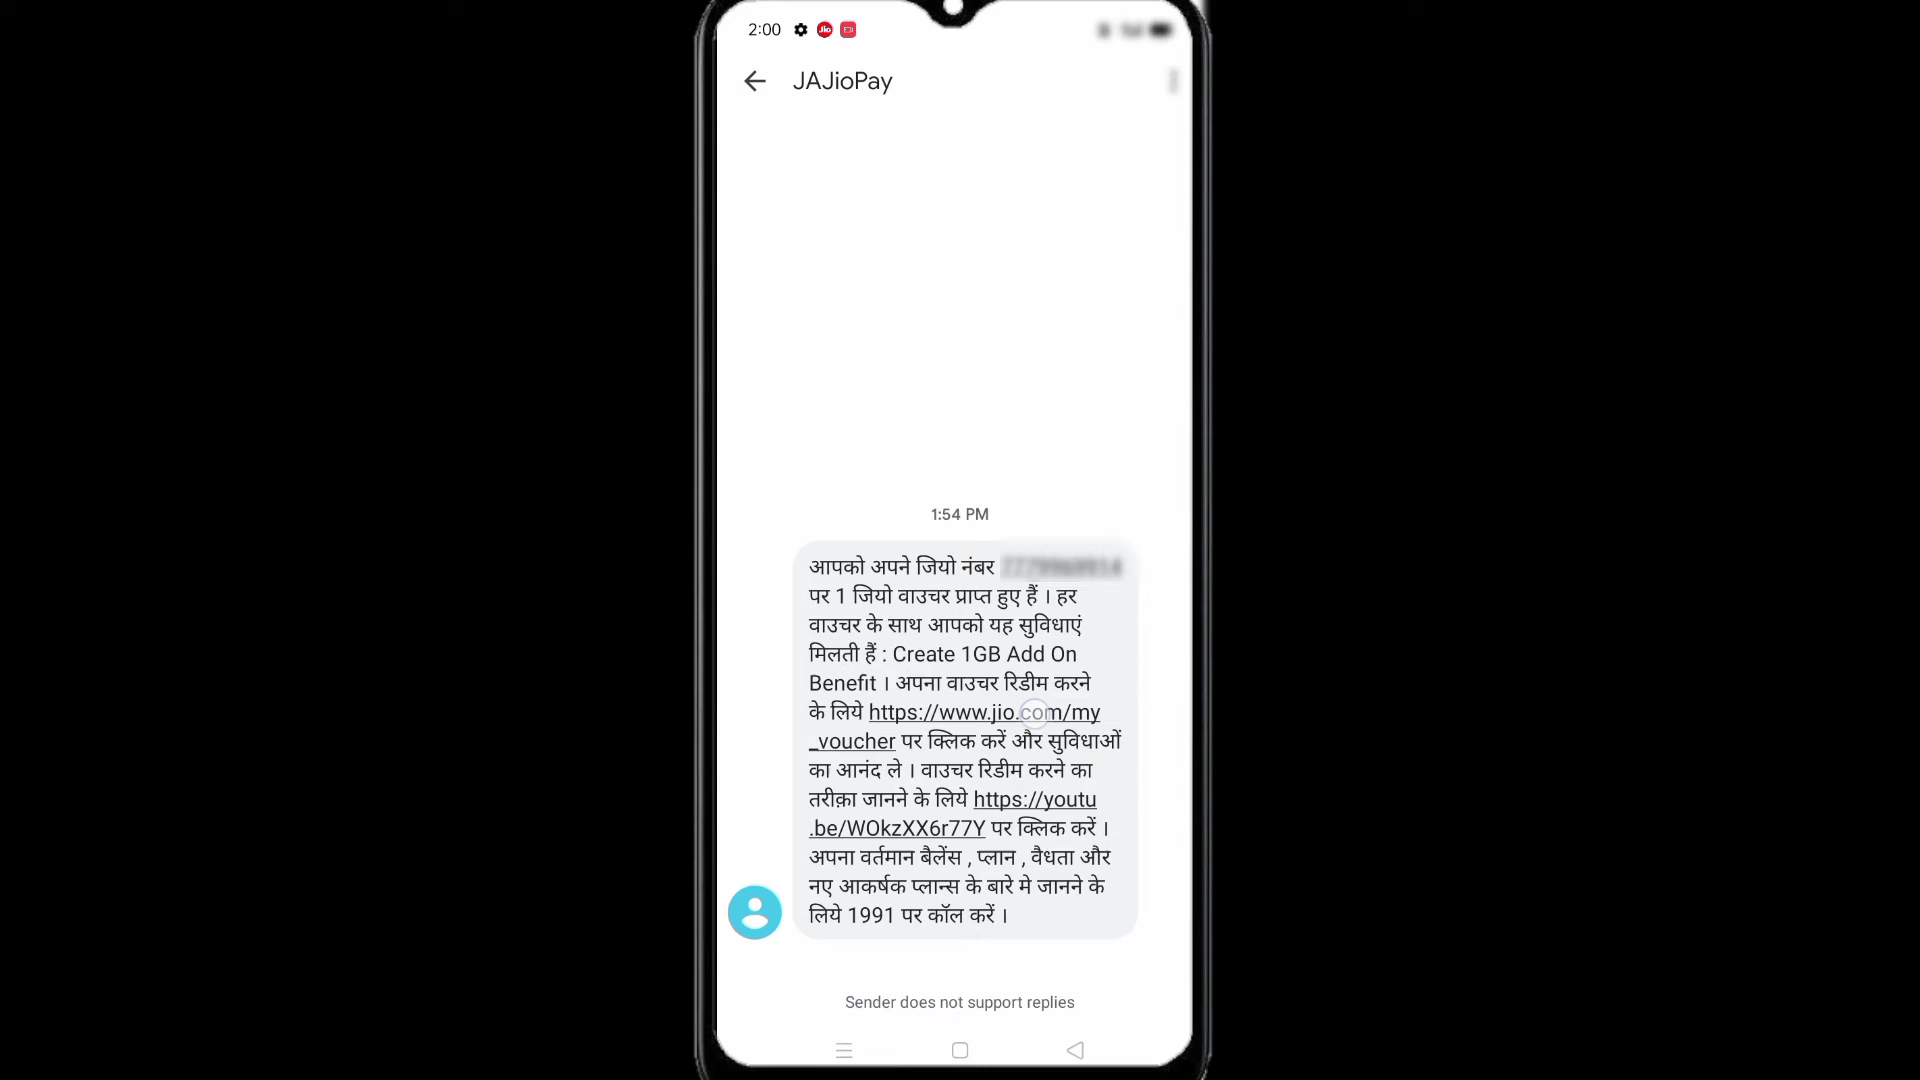 2:00
Jio
JAJioPay
1:54 PM
आपको अपने जियो नंबर
पर 1 जियो वाउचर प्राप्त हुए हैं । हर
वाउचर के साथ आपको यह सुविधाएं
मिलती हैं : Create 1GB Add On
Benefit । अपना वाउचर रिडीम करने
के लिये https://www.jio.com/my
_voucher पर क्लिक करें और सुविधाओं
का आनंद ले । वाउचर रिडीम करने का
तरीक़ा जानने के लिये https://youtu
.be/WOkzXX6r77Y पर क्लिक करें ।
अपना वर्तमान बैलेंस , प्लान , वैधता और
नए आकर्षक प्लान्स के बारे मे जानने के
लिये 1991 पर कॉल करें ।
Sender does not support replies